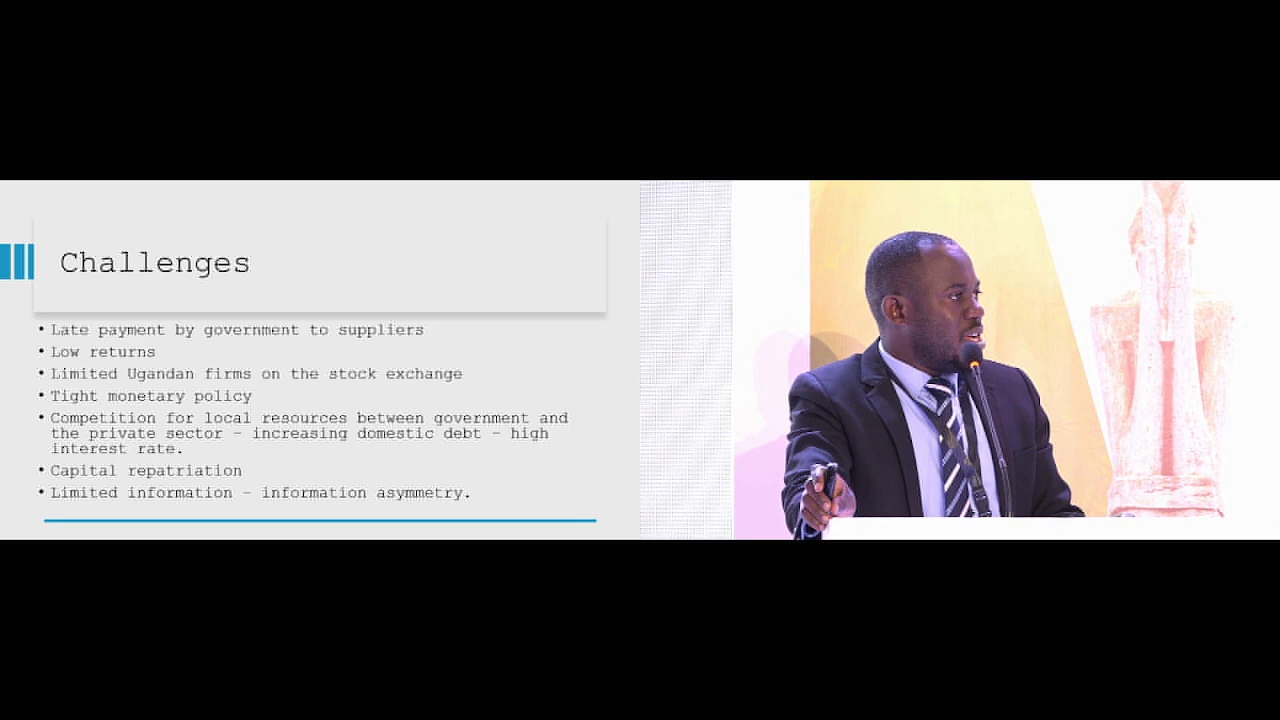 Challenges
• Late payment by government to suppliers
• Low returns
• Limited Ugandan firms on the stock exchange
• Tight monetary policy
• Competition for local resources between government and
the private sector – increasing domestic debt – high
interest rate.
• Capital repatriation
• Limited information – information asymmetry.